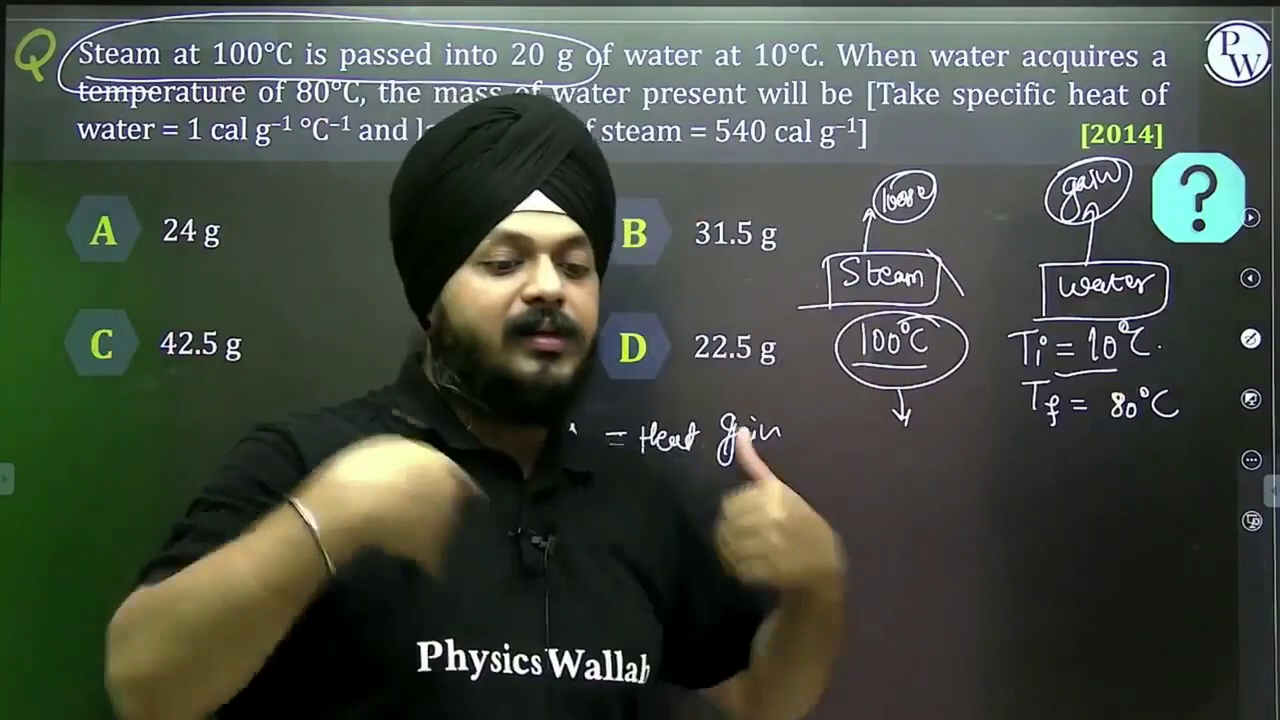 Q Steam at 100°C is passed into 20 g of water at 10°C. When water acquires a
temperature of 80°C, the mass of water present will be [Take specific heat of
water = 1 cal g⁻¹ °C⁻¹ and steam = 540 cal g⁻¹] [2014]
PW
A 24 g
B 31.5 g
C 42.5 g
D 22.5 g
gain
?
Steam
water
100°C
Ti = 10°C.
Tf = 80°C
= Heat gain
Physics Wallah